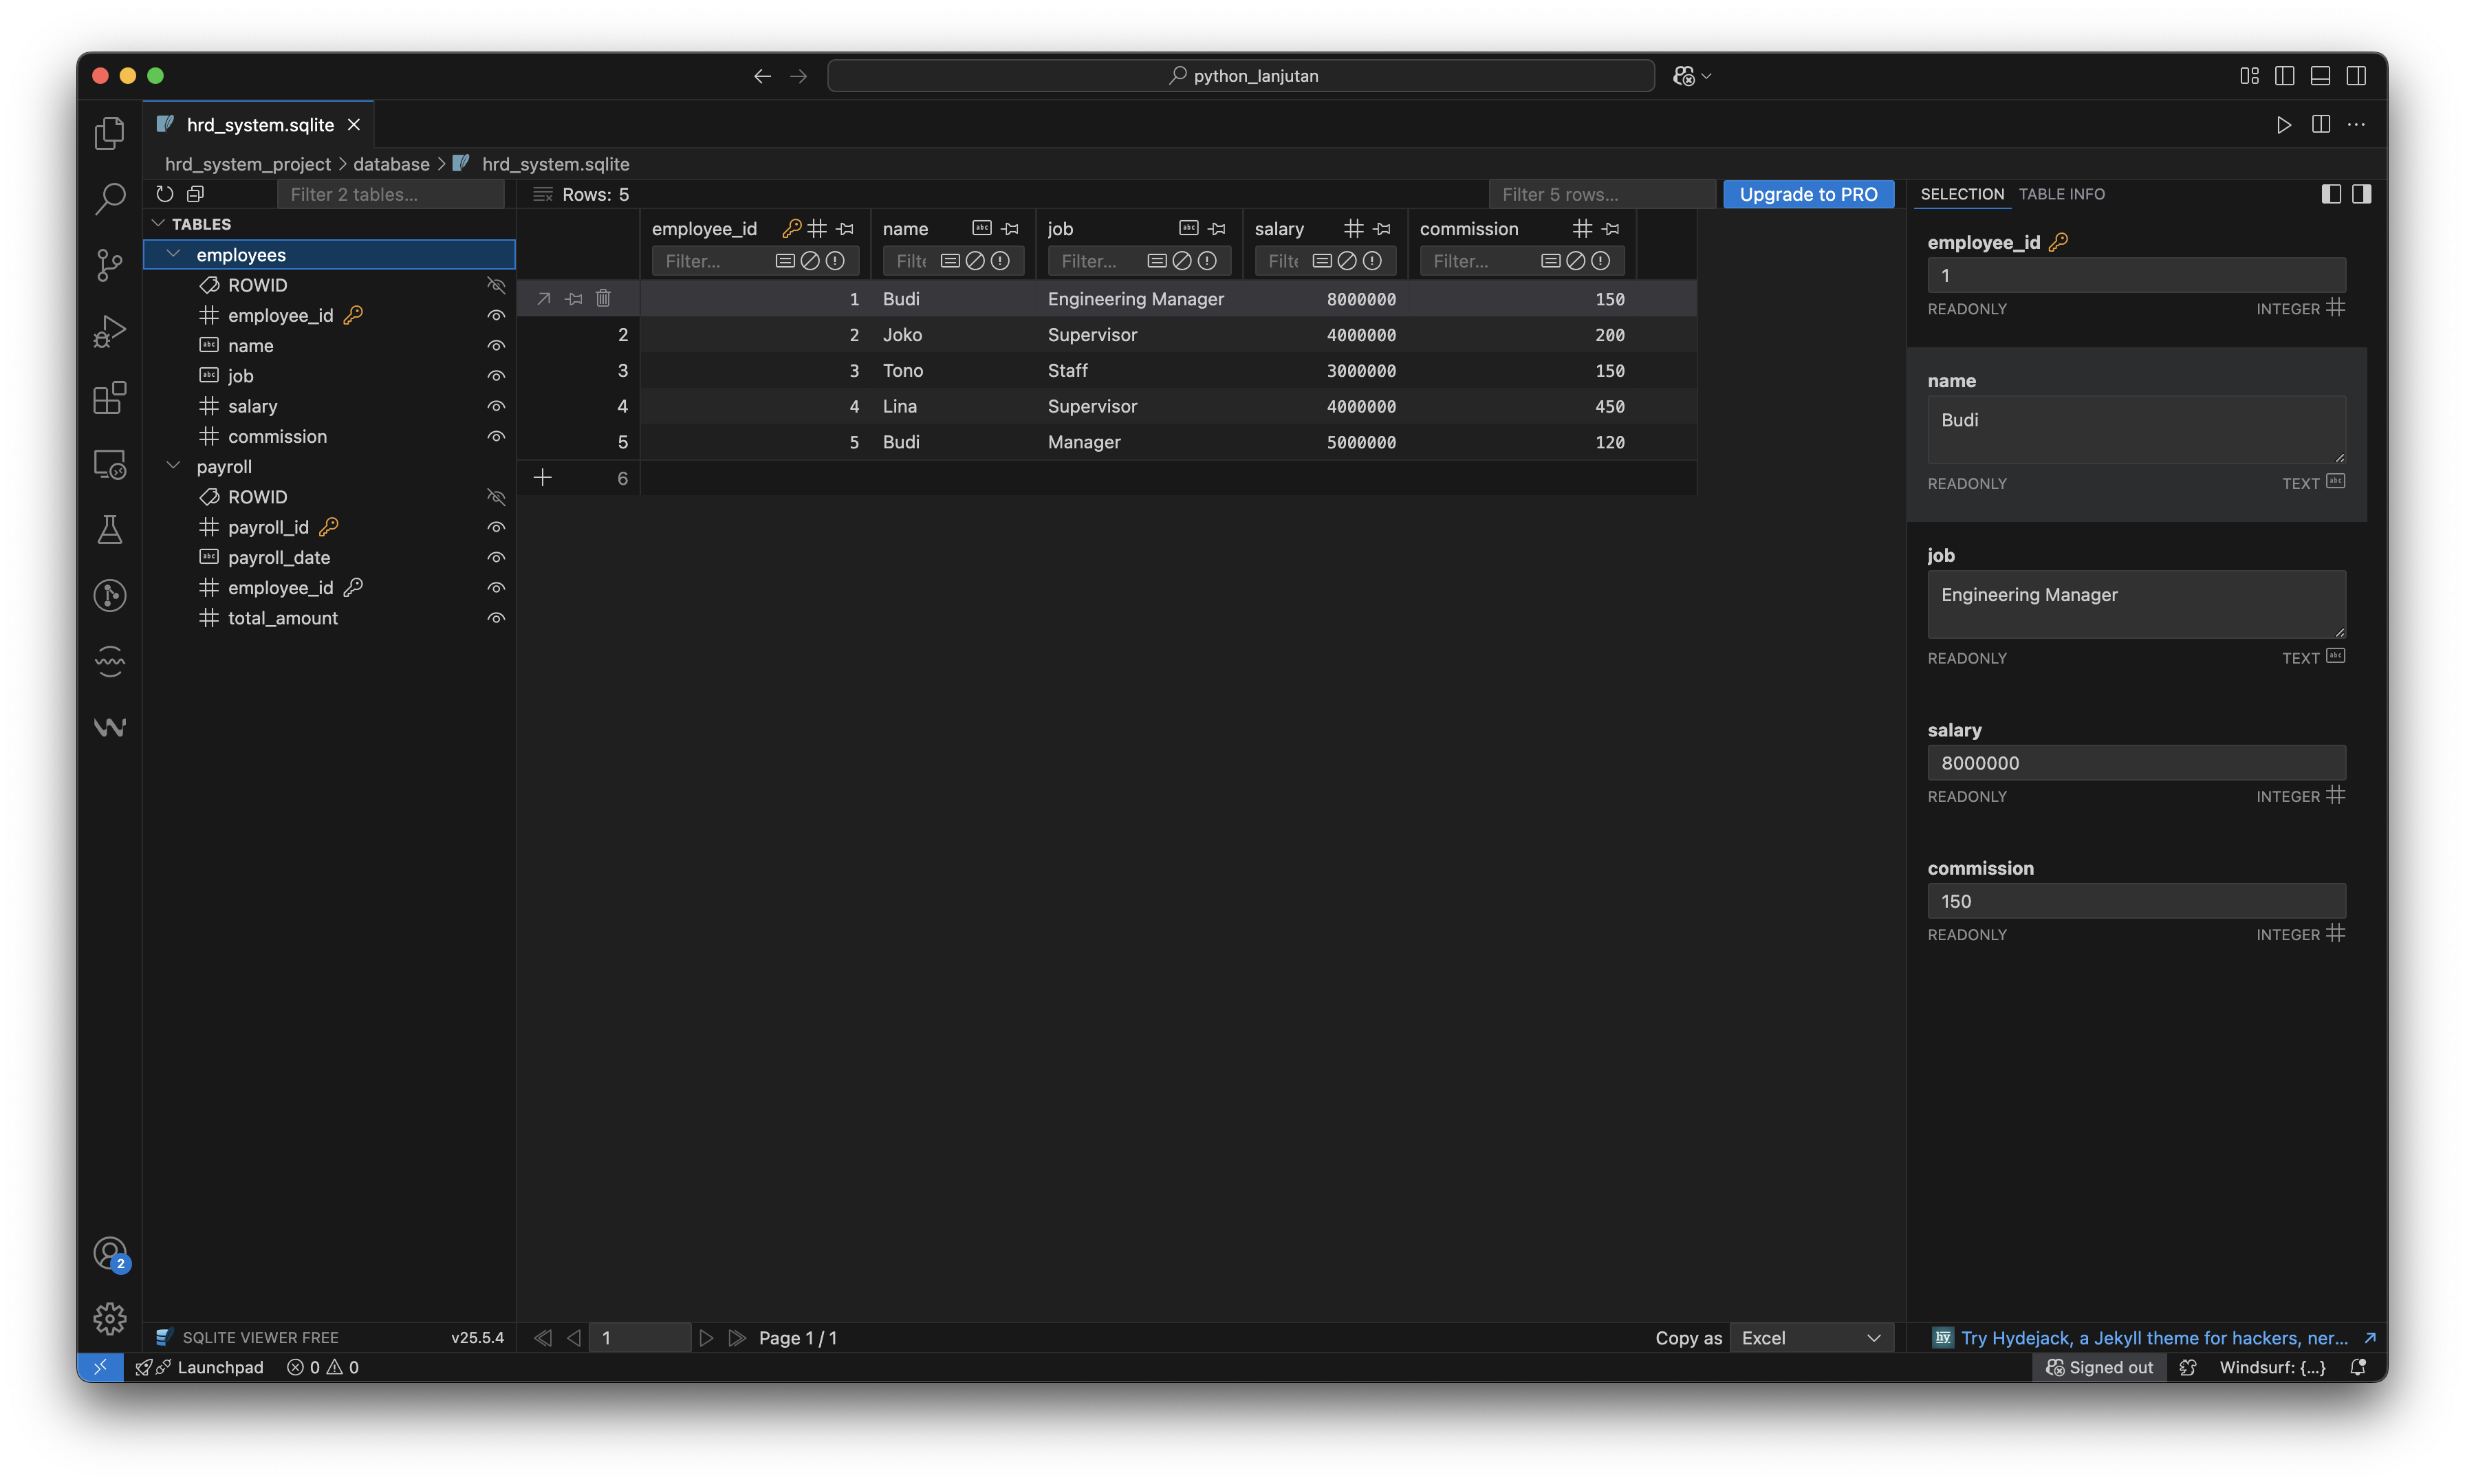 python_lanjutan
hrd_system.sqlite
hrd_system_project > database > hrd_system.sqlite
Filter 2 tables...
Rows: 5
Filter 5 rows...
Upgrade to PRO
SELECTION TABLE INFO
TABLES
employees
ROWID
employee_id
name
job
salary
commission
payroll
ROWID
payroll_id
payroll_date
employee_id
total_amount
employee_id name job salary commission
Filter... Filte Filter... Filte Filter...
1 Budi Engineering Manager 8000000 150
2 2 Joko Supervisor 4000000 200
3 3 Tono Staff 3000000 150
4 4 Lina Supervisor 4000000 450
5 5 Budi Manager 5000000 120
6
employee_id
1
READONLY INTEGER
name
Budi
READONLY TEXT
job
Engineering Manager
READONLY TEXT
salary
8000000
READONLY INTEGER
commission
150
READONLY INTEGER
2
SQLITE VIEWER FREE v25.5.4
1 Page 1 / 1
Copy as Excel
hy Try Hydejack, a Jekyll theme for hackers, ner...
Launchpad 0 0
Signed out Windsurf: {...}